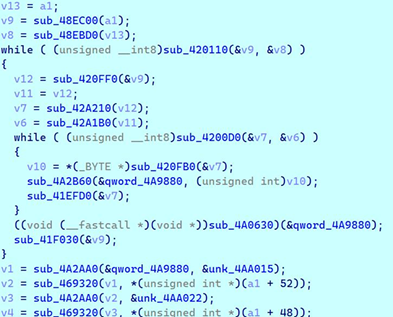 v13 = a1;
v9 = sub_48EC00(a1);
v8 = sub_48EBD0(v13);
while ( (unsigned __int8)sub_420110(&v9, &v8) )
{
v12 = sub_420FF0(&v9);
v11 = v12;
v7 = sub_42A210(v12);
v6 = sub_42A1B0(v11);
while ( (unsigned __int8)sub_4200D0(&v7, &v6) )
{
v10 = *(_BYTE *)sub_420FB0(&v7);
sub_4A2B60(&qword_4A9880, (unsigned int)v10);
sub_41EFD0(&v7);
}
((void (__fastcall *)(void *))sub_4A0630)(&qword_4A9880);
sub_41F030(&v9);
}
v1 = sub_4A2AA0(&qword_4A9880, &unk_4AA015);
v2 = sub_469320(v1, *(unsigned int *)(a1 + 52));
v3 = sub_4A2AA0(v2, &unk_4AA022);
v4 = sub_469320(v3, *(unsigned int *)(a1 + 48));